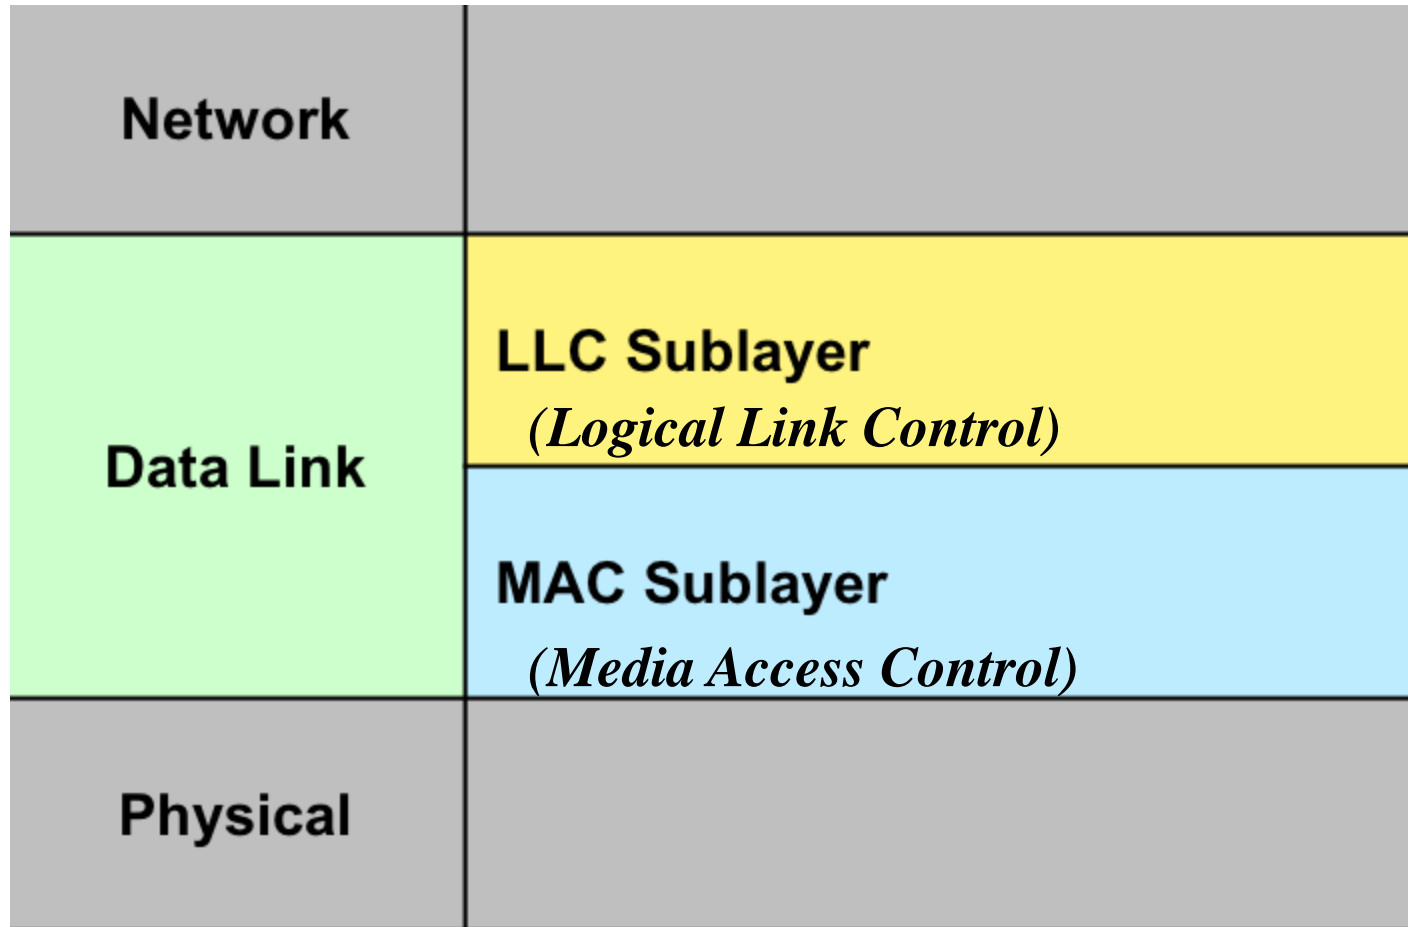 Network
LLC Sublayer
(Logical Link Control)
Data Link
MAC Sublayer
(Media Access Control)
Physical